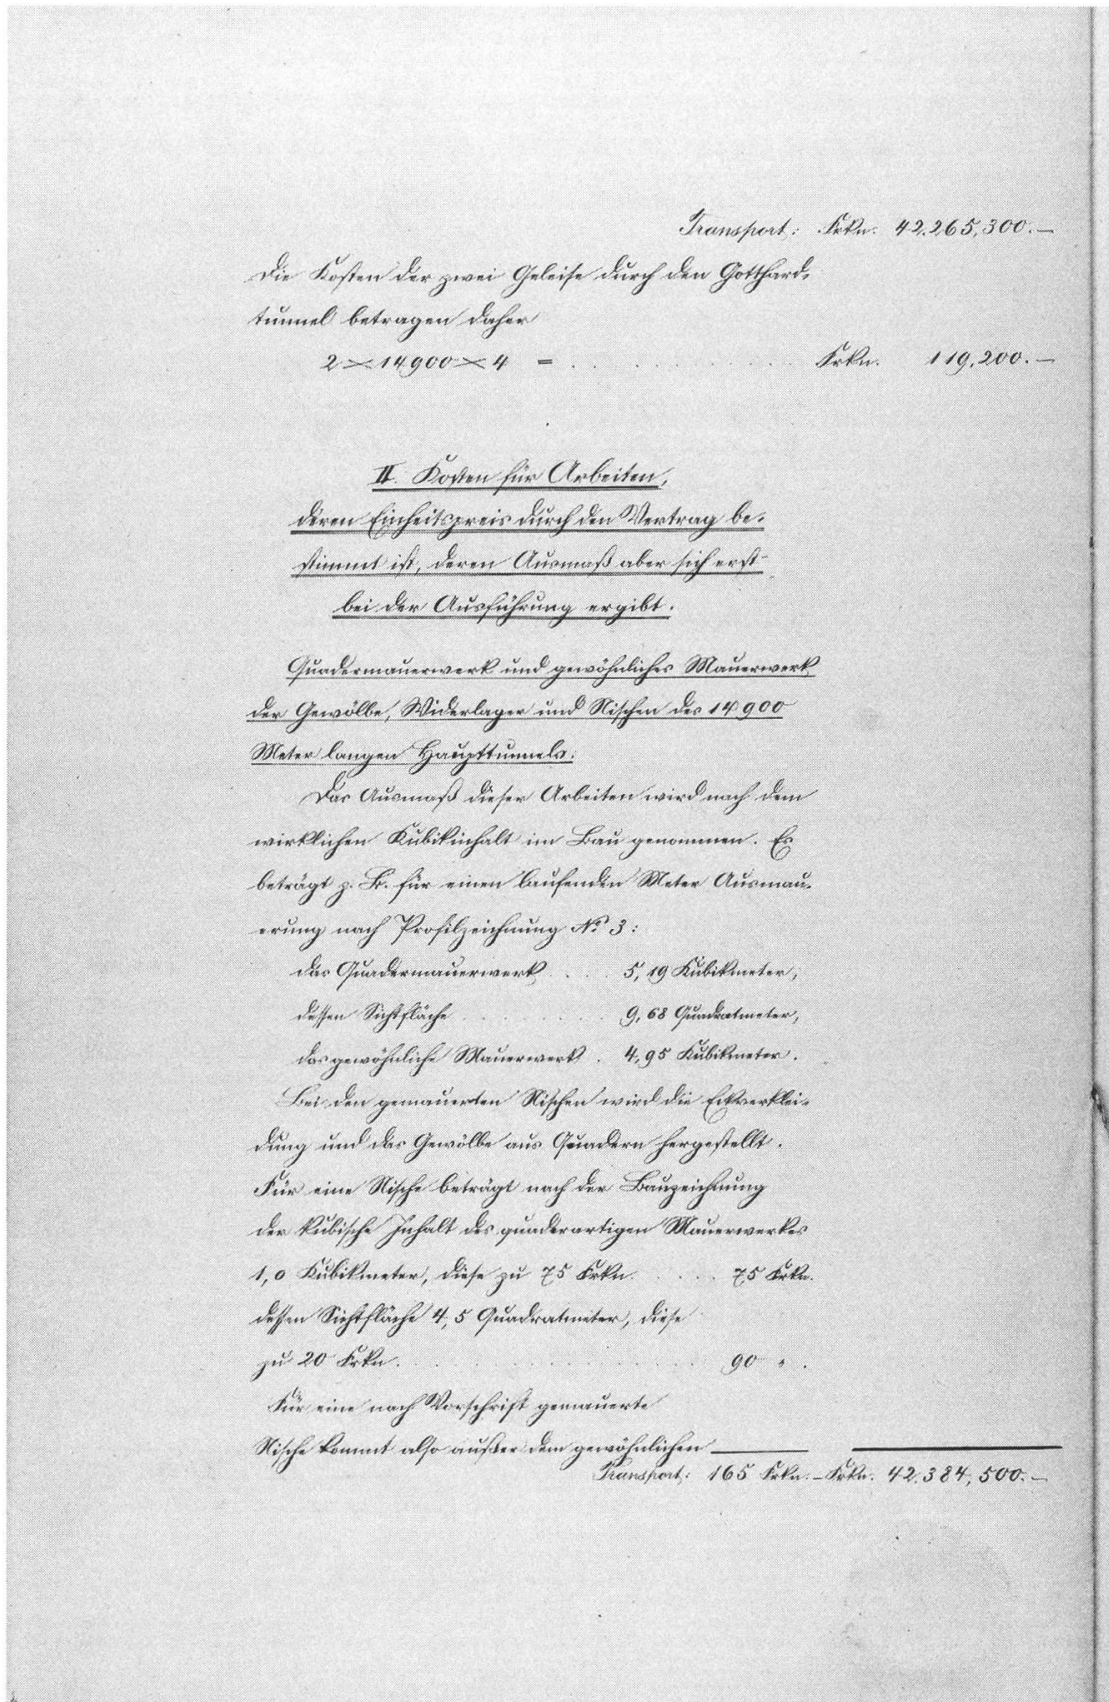 Transport: Frkn. 42.265,300.—
Die Kosten der zwei Geleise durch den Gotthard-
tunnel betragen daher
2 × 14900 × 4 = . . . . . . . . Frkn. 119,200.—
II. Kosten für Arbeiten,
deren Einheitspreis durch den Vertrag be-
stimmt ist, deren Ausmaß aber sich erst
bei der Ausführung ergibt.
Quadermauerwerk und gewöhnliches Mauerwerk
der Gewölbe, Widerlager und Nischen des 14900
Meter langen Haupttunnels:
Das Ausmaß dieser Arbeiten wird nach dem
wirklichen Kubikinhalt im Bau genommen. Es
beträgt z. B. für einen laufenden Meter Ausmau-
erung nach Profilzeichnung No 3:
das Quadermauerwerk . . . 5,19 Kubikmeter,
dessen Sichtfläche . . . . . . . 9,68 Quadratmeter,
das gewöhnliche Mauerwerk . 4,95 Kubikmeter.
Bei den gemauerten Nischen wird die Eckverklei-
dung und das Gewölbe aus Quadern hergestellt.
Für eine Nische beträgt nach der Bauzeichnung
der kubische Inhalt des quaderartigen Mauerwerkes
1,0 Kubikmeter, diese zu 75 Frkn. . . . . 75 Frkn.
dessen Sichtfläche 4,5 Quadratmeter, diese
zu 20 Frkn. . . . . . . . . . . 90 " .
Für eine nach Vorschrift gemauerte
Nische kommt also außer dem gewöhnlichen
Transport: 165 Frkn. – Frkn. 42.384,500.—